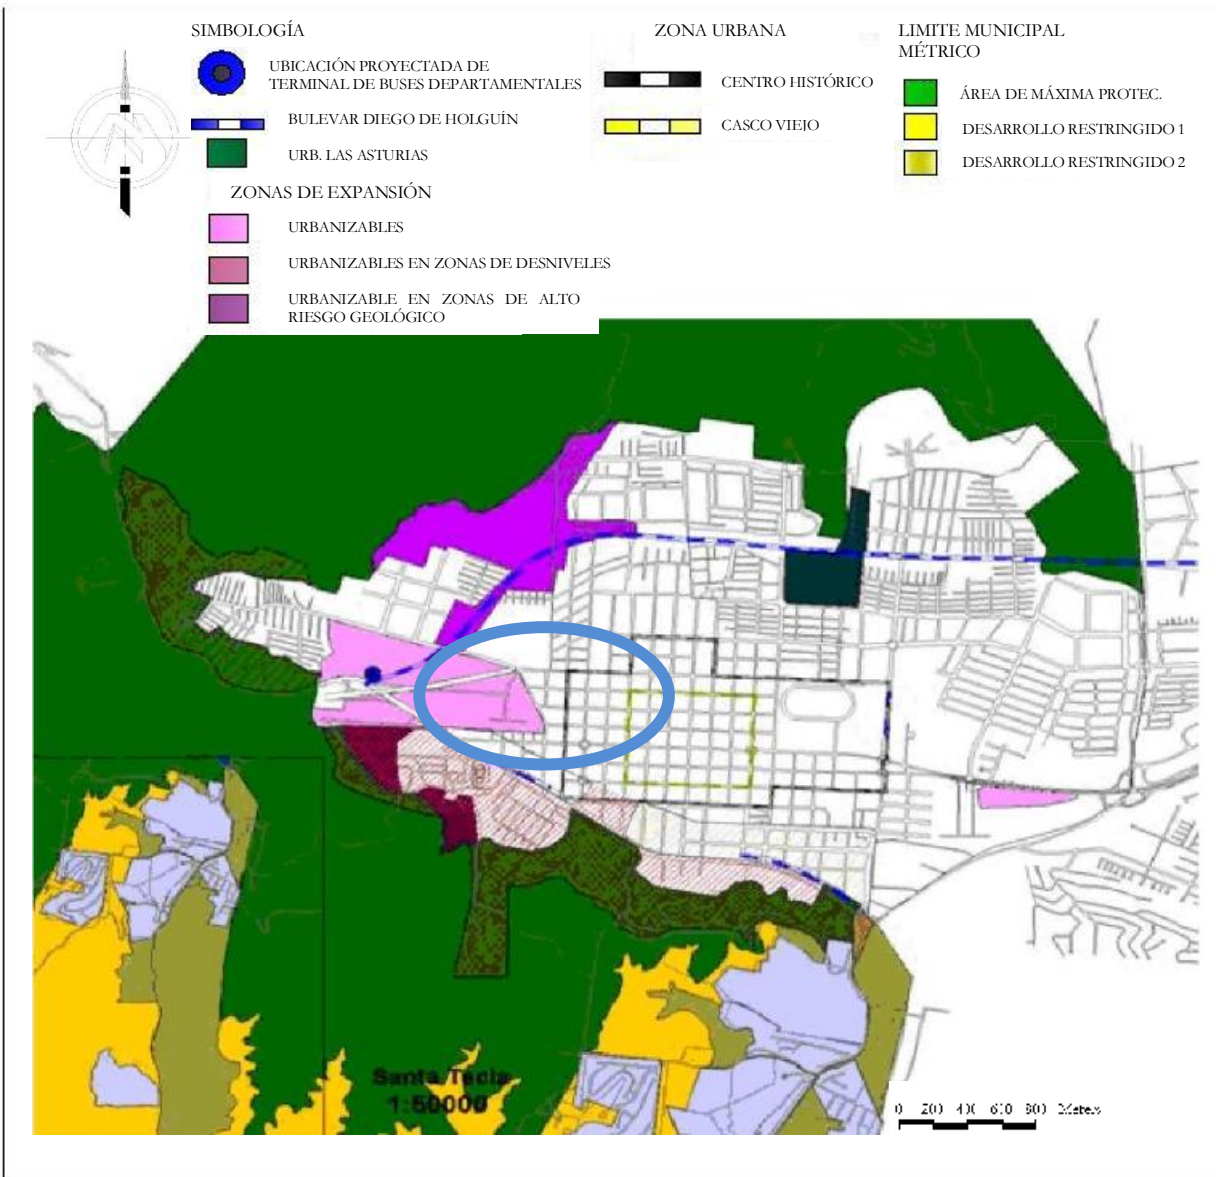 SIMBOLOGÍA
UBICACIÓN PROYECTADA DE
TERMINAL DE BUSES DEPARTAMENTALES
BULEVAR DIEGO DE HOLGUÍN
URB. LAS ASTURIAS
ZONAS DE EXPANSIÓN
URBANIZABLES
URBANIZABLES EN ZONAS DE DESNIVELES
URBANIZABLE EN ZONAS DE ALTO
RIESGO GEOLÓGICO
ZONA URBANA
CENTRO HISTÓRICO
CASCO VIEJO
LIMITE MUNICIPAL
MÉTRICO
ÁREA DE MÁXIMA PROTEC.
DESARROLLO RESTRINGIDO 1
DESARROLLO RESTRINGIDO 2
Santa Tecla
1:50000
0 200 400 600 800 Meters